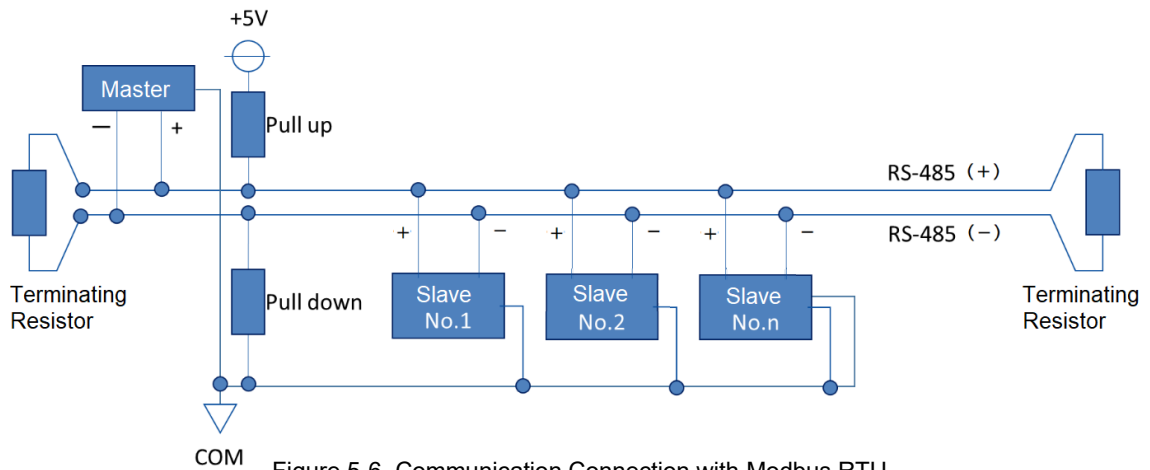 +5V
Master
— +
Pull up
RS-485 (+)
+ − + − + −
RS-485 (−)
Terminating
Resistor
Pull down
Slave
No.1
Slave
No.2
Slave
No.n
Terminating
Resistor
COM
Figure 5-6 Communication Connection with Modbus RTU